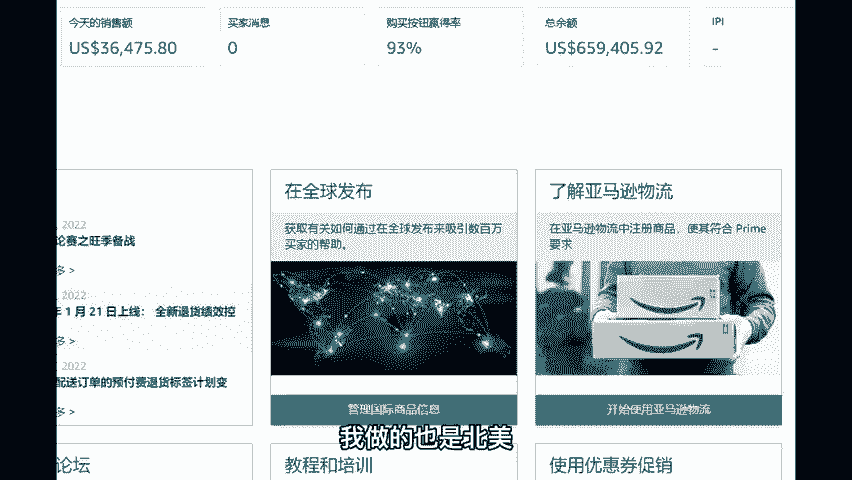 今天的销售额
买家消息
购买按钮赢得率
总余额
IPI
US$36,475.80
0
93%
US$659,405.92
-
在全球发布
了解亚马逊物流
获取有关如何通过在全球发布来吸引数百万
买家的帮助。
在亚马逊物流中注册商品，使其符合 Prime
要求
, 2022
论赛之旺季备战
多 >
, 2022
年 1 月 21 日上线： 全新退货绩效控
多 >
, 2022
配送订单的预付费退货标签计划变
多 >
管理国际商品信息
开始使用亚马逊物流
我做的也是北美
论坛
教程和培训
使用优惠券促销